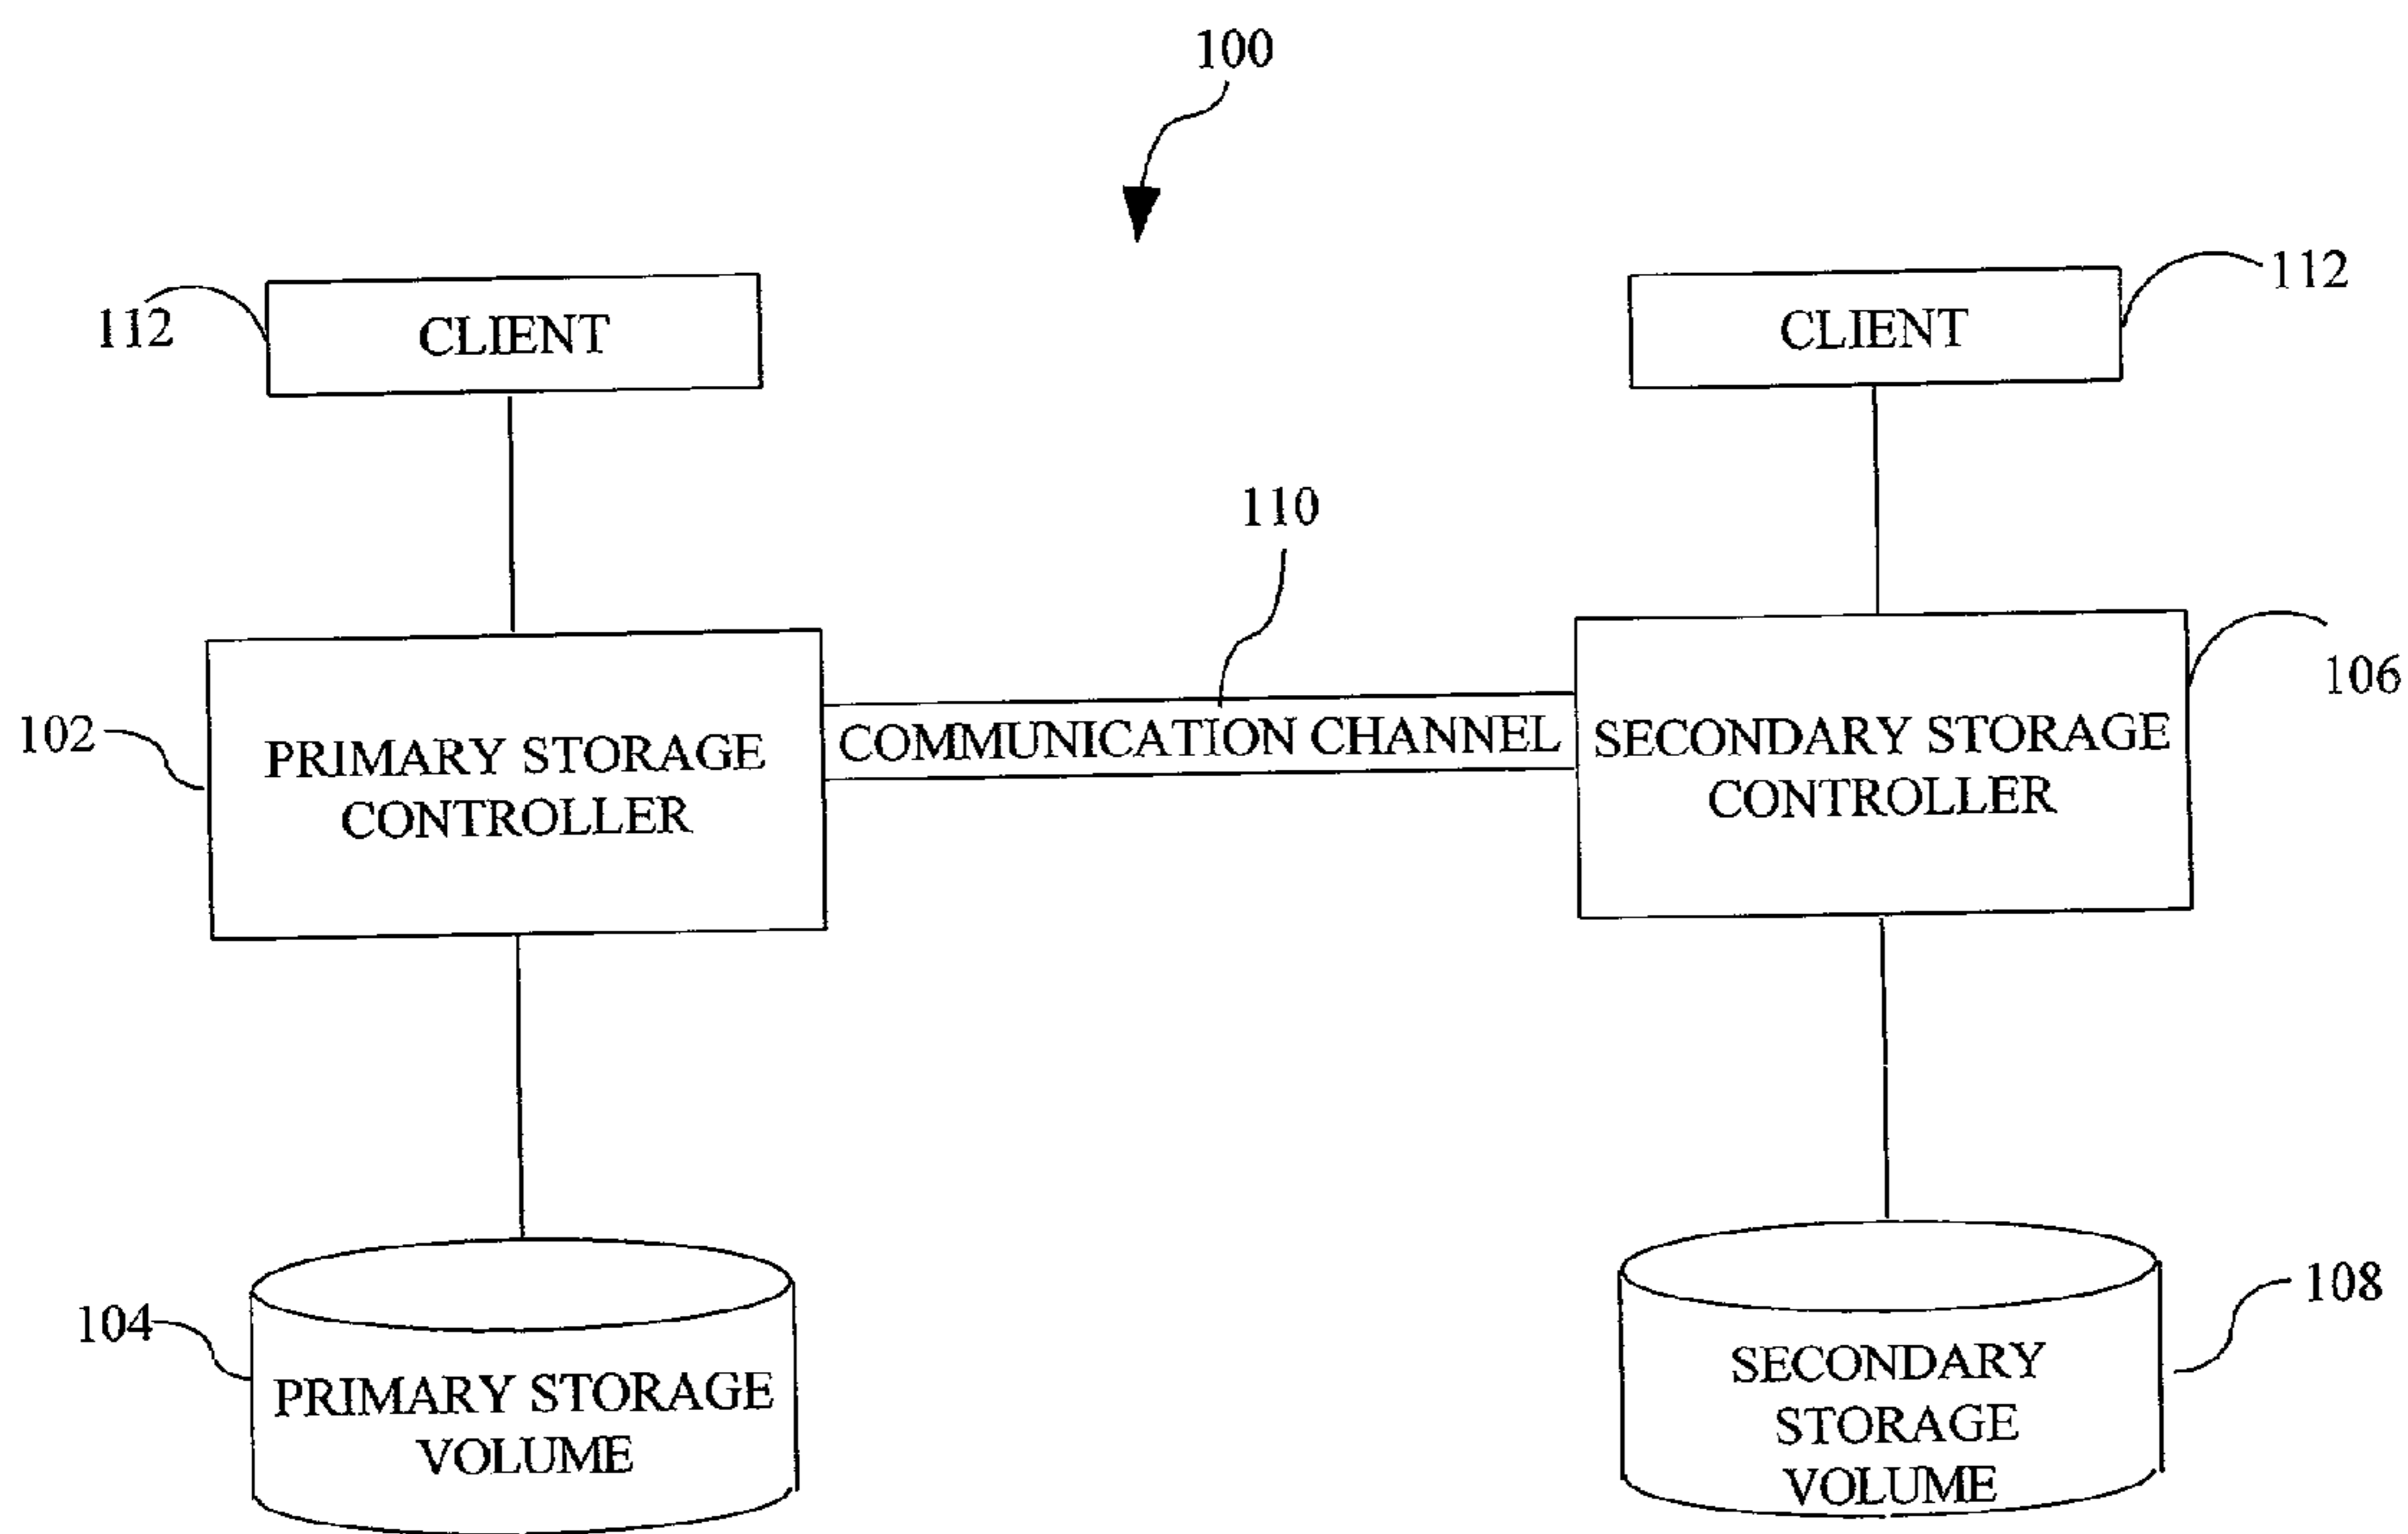 100
112
CLIENT
CLIENT
112
110
102
PRIMARY STORAGE
CONTROLLER
COMMUNICATION CHANNEL
SECONDARY STORAGE
CONTROLLER
106
104
PRIMARY STORAGE
VOLUME
SECONDARY
STORAGE
VOLUME
108